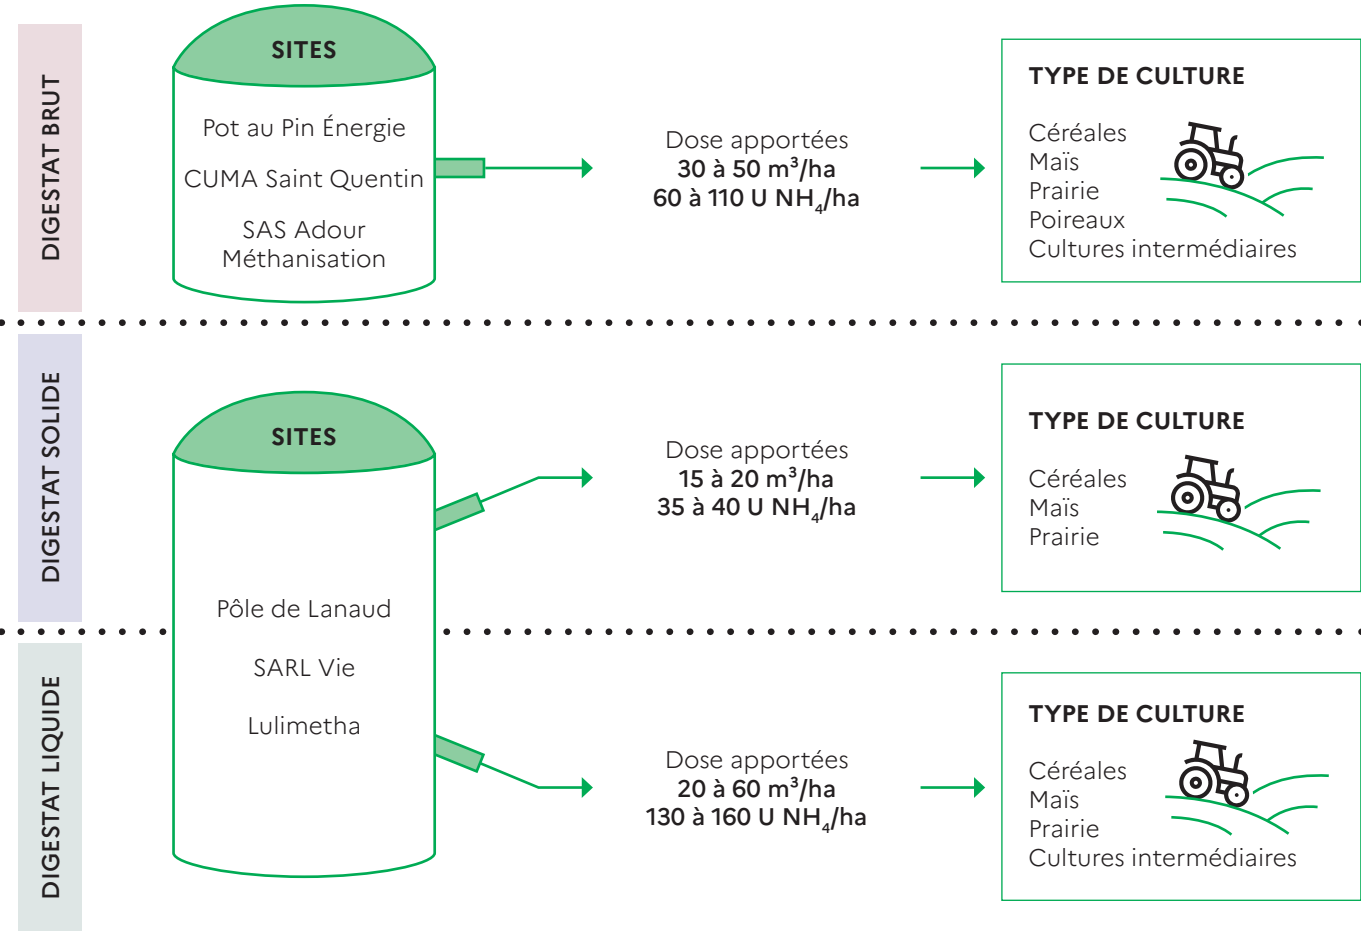 DIGESTAT BRUT
SITES
Pot au Pin Énergie
CUMA Saint Quentin
SAS Adour
Méthanisation
Dose apportées
30 à 50 m³/ha
60 à 110 U NH₄/ha
TYPE DE CULTURE
Céréales
Maïs
Prairie
Poireaux
Cultures intermédiaires
DIGESTAT SOLIDE
SITES
Pôle de Lanaud
SARL Vie
Lulimetha
Dose apportées
15 à 20 m³/ha
35 à 40 U NH₄/ha
TYPE DE CULTURE
Céréales
Maïs
Prairie
DIGESTAT LIQUIDE
Dose apportées
20 à 60 m³/ha
130 à 160 U NH₄/ha
TYPE DE CULTURE
Céréales
Maïs
Prairie
Cultures intermédiaires